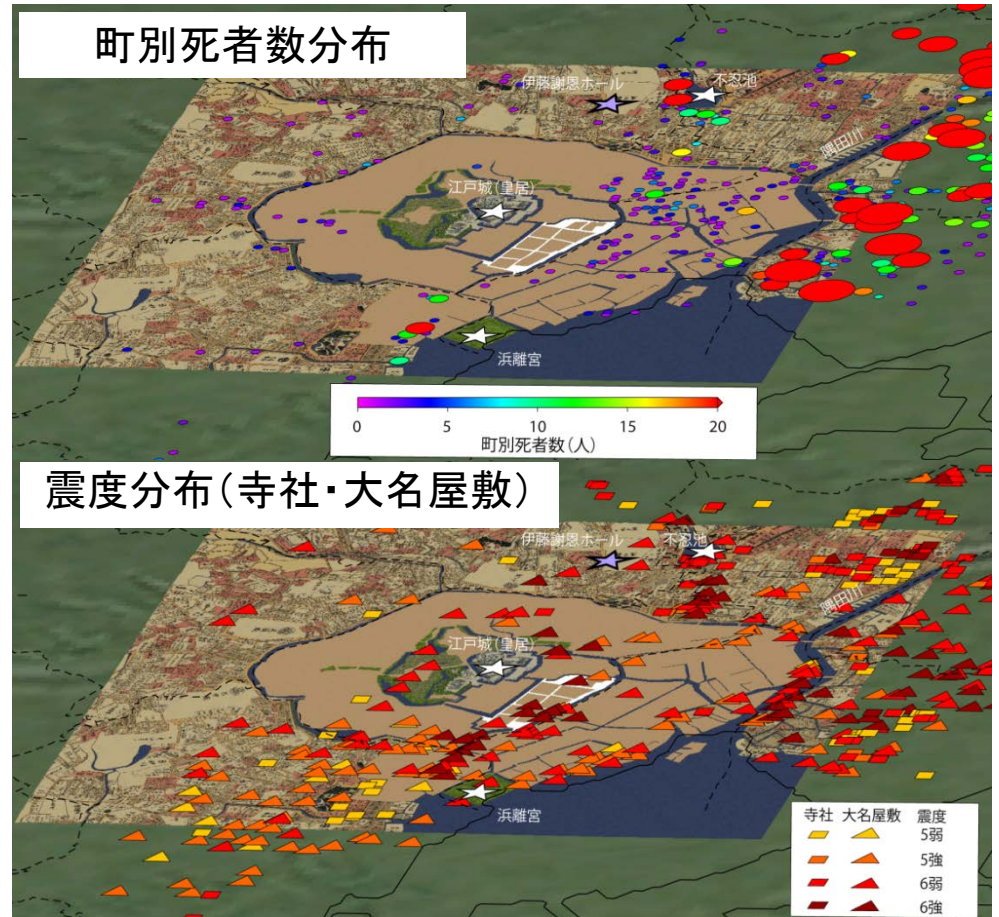 町別死者数分布
伊藤謝恩ホール
不忍池
隅田川
江戸城(皇居)
浜離宮
0 5 10 15 20
町別死者数(人)
震度分布(寺社・大名屋敷)
伊藤謝恩ホール
不忍池
隅田川
江戸城(皇居)
浜離宮
寺社 大名屋敷 震度
5弱
5強
6弱
6強